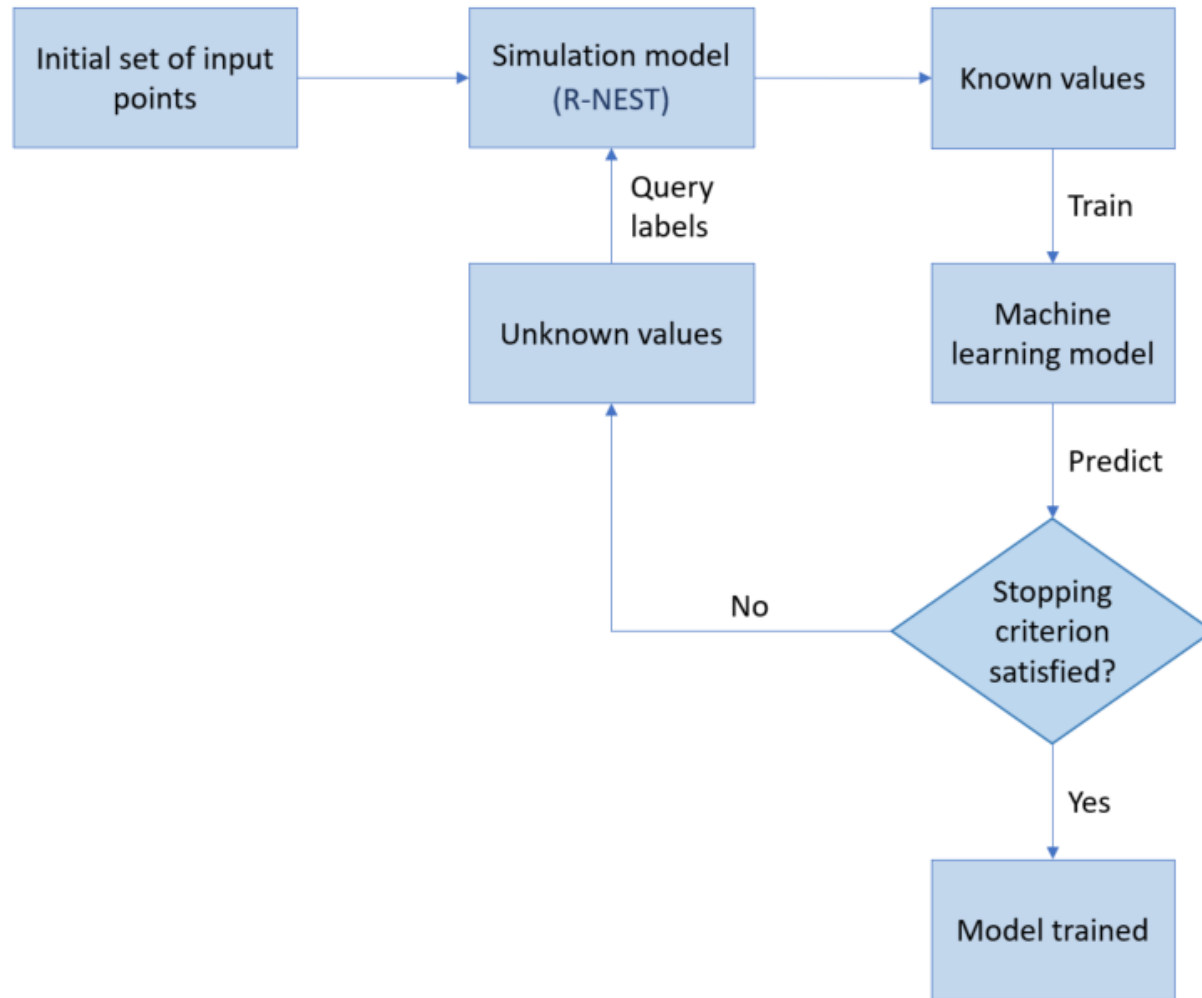 Initial set of input
points
Simulation model
(R-NEST)
Known values
Query
labels
Train
Unknown values
Machine
learning model
Predict
No
Stopping
criterion
satisfied?
Yes
Model trained